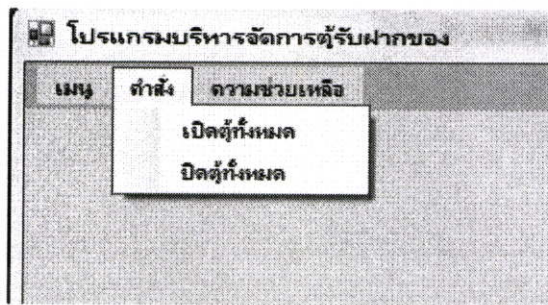 โปรแกรมบริหารจัดการตู้รับฝากของ
เมนู คำสั่ง ความช่วยเหลือ
เปิดตู้ทั้งหมด
ปิดตู้ทั้งหมด